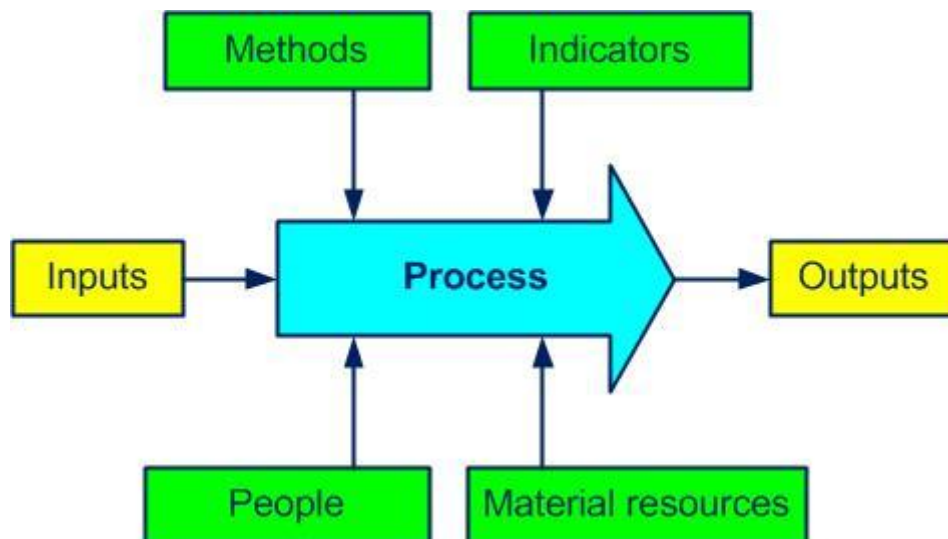 Methods
Indicators
Inputs
Process
Outputs
People
Material resources